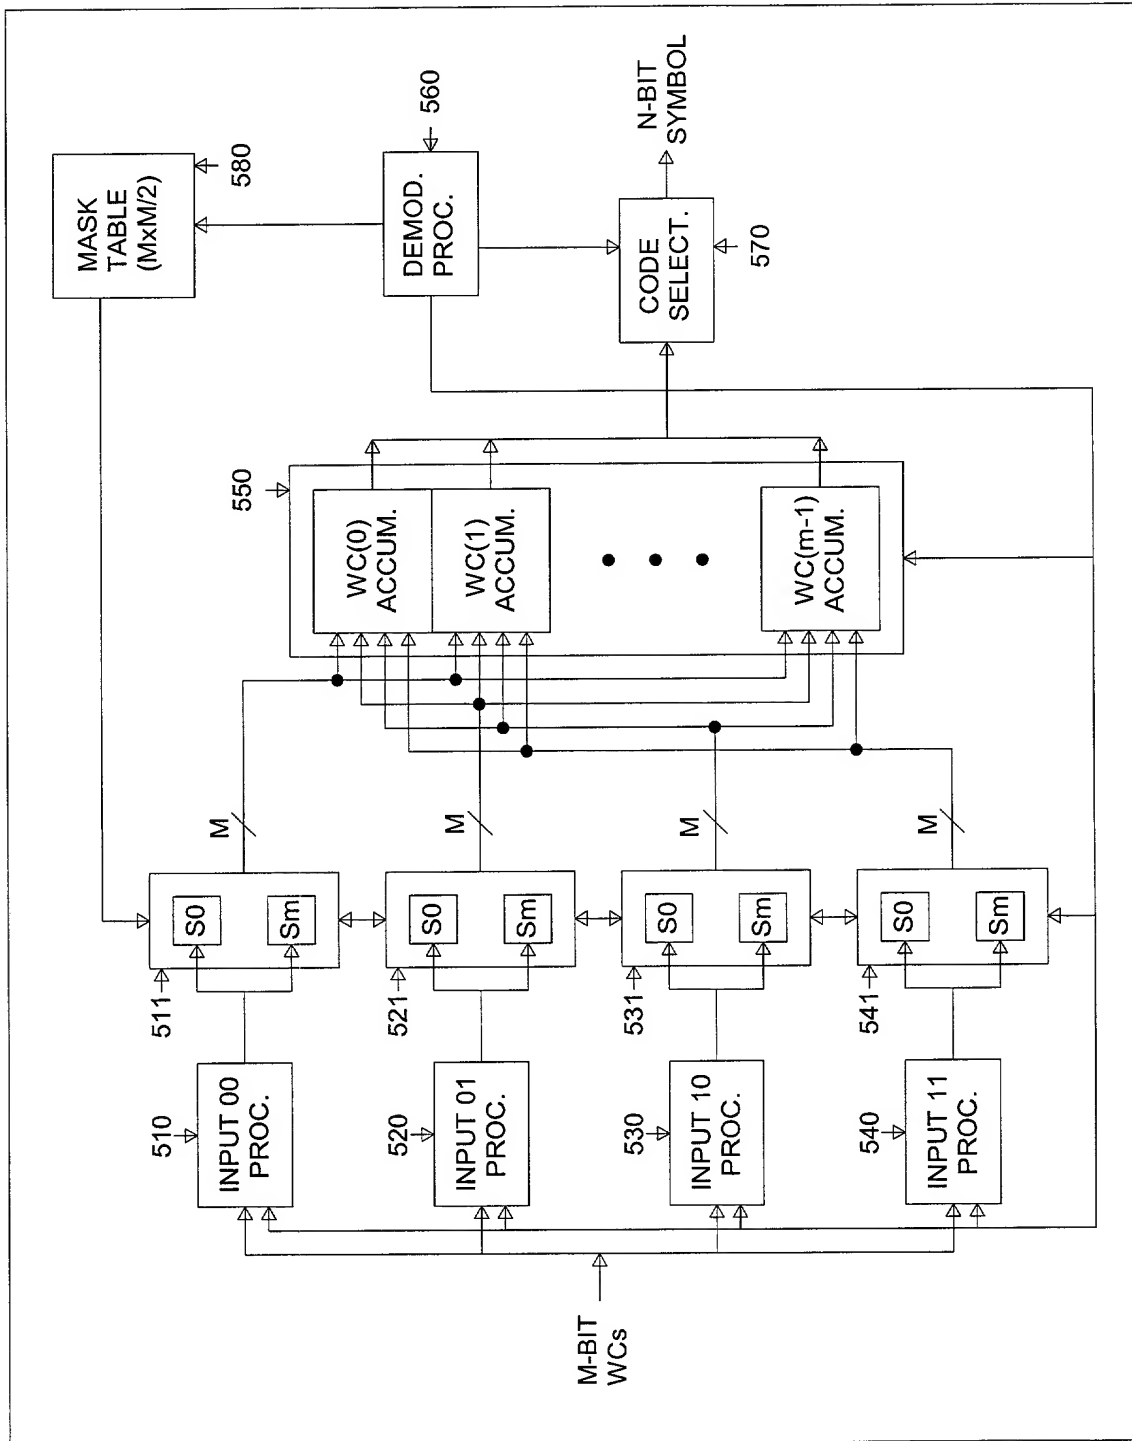 M-BIT
WCs
510
INPUT 00
PROC.
520
INPUT 01
PROC.
530
INPUT 10
PROC.
540
INPUT 11
PROC.
511
S0
Sm
521
S0
Sm
531
S0
Sm
541
S0
Sm
M
M
M
M
550
WC(0)
ACCUM.
WC(1)
ACCUM.
WC(m-1)
ACCUM.
MASK
TABLE
(MxM/2)
580
DEMOD.
PROC.
560
CODE
SELECT.
570
N-BIT
SYMBOL